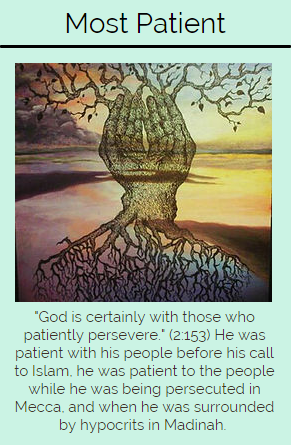 Most Patient
"God is certainly with those who
patiently persevere." (2:153) He was
patient with his people before his call
to Islam, he was patient to the people
while he was being persecuted in
Mecca, and when he was surrounded
by hypocrits in Madinah.